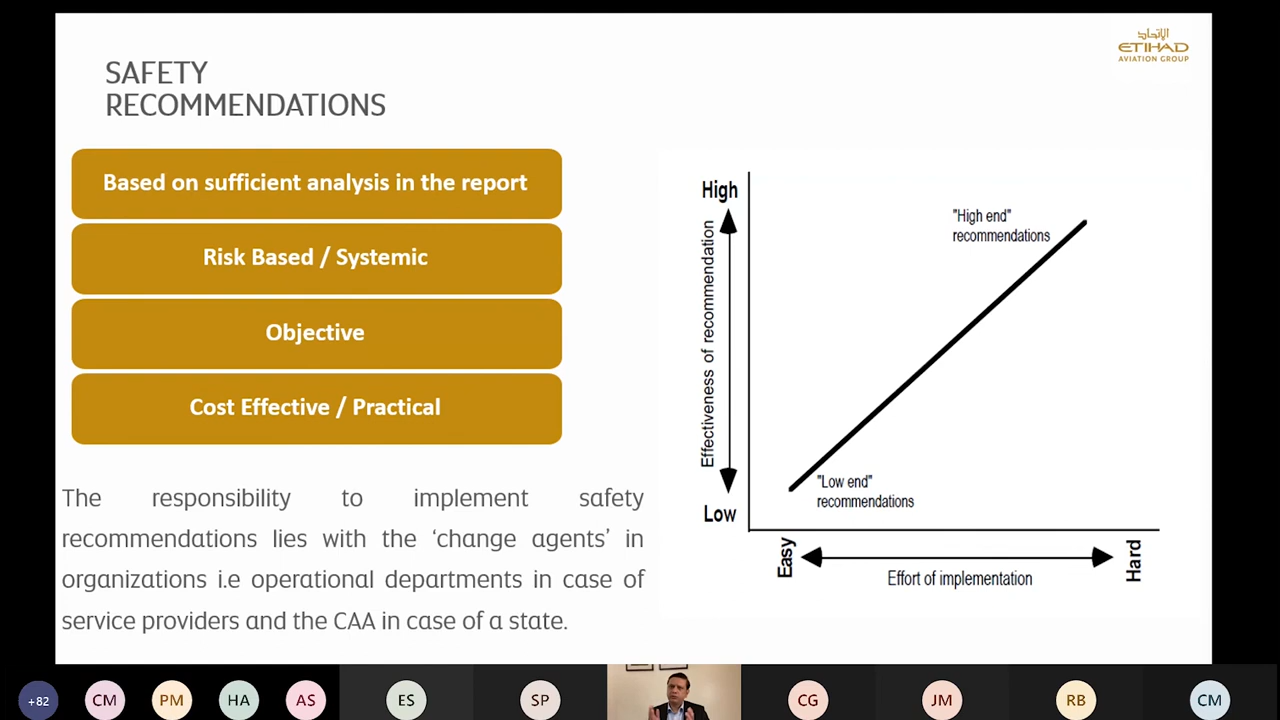 الإتحاد
ETIHAD
AVIATION GROUP
SAFETY
RECOMMENDATIONS
Based on sufficient analysis in the report
Risk Based / Systemic
Objective
Cost Effective / Practical
The responsibility to implement safety
recommendations lies with the ‘change agents’ in
organizations i.e operational departments in case of
service providers and the CAA in case of a state.
High
Effectiveness of recommendation
Low
"High end"
recommendations
"Low end"
recommendations
Easy
Effort of implementation
Hard
+82
CM
PM
HA
AS
ES
SP
CG
JM
RB
CM